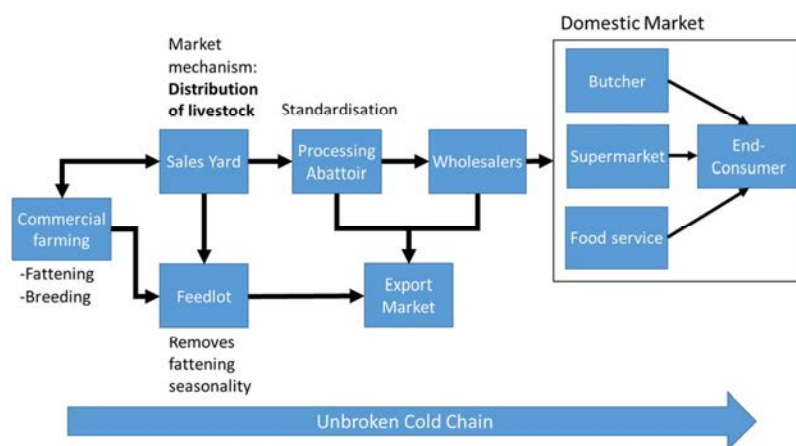 Domestic Market
Market
mechanism:
Distribution
of livestock
Standardisation
Butcher
Sales Yard
Processing
Abattoir
Wholesalers
Supermarket
End-
Consumer
Commercial
farming
-Fattening
-Breeding
Feedlot
Export
Market
Food service
Removes
fattening
seasonality
Unbroken Cold Chain